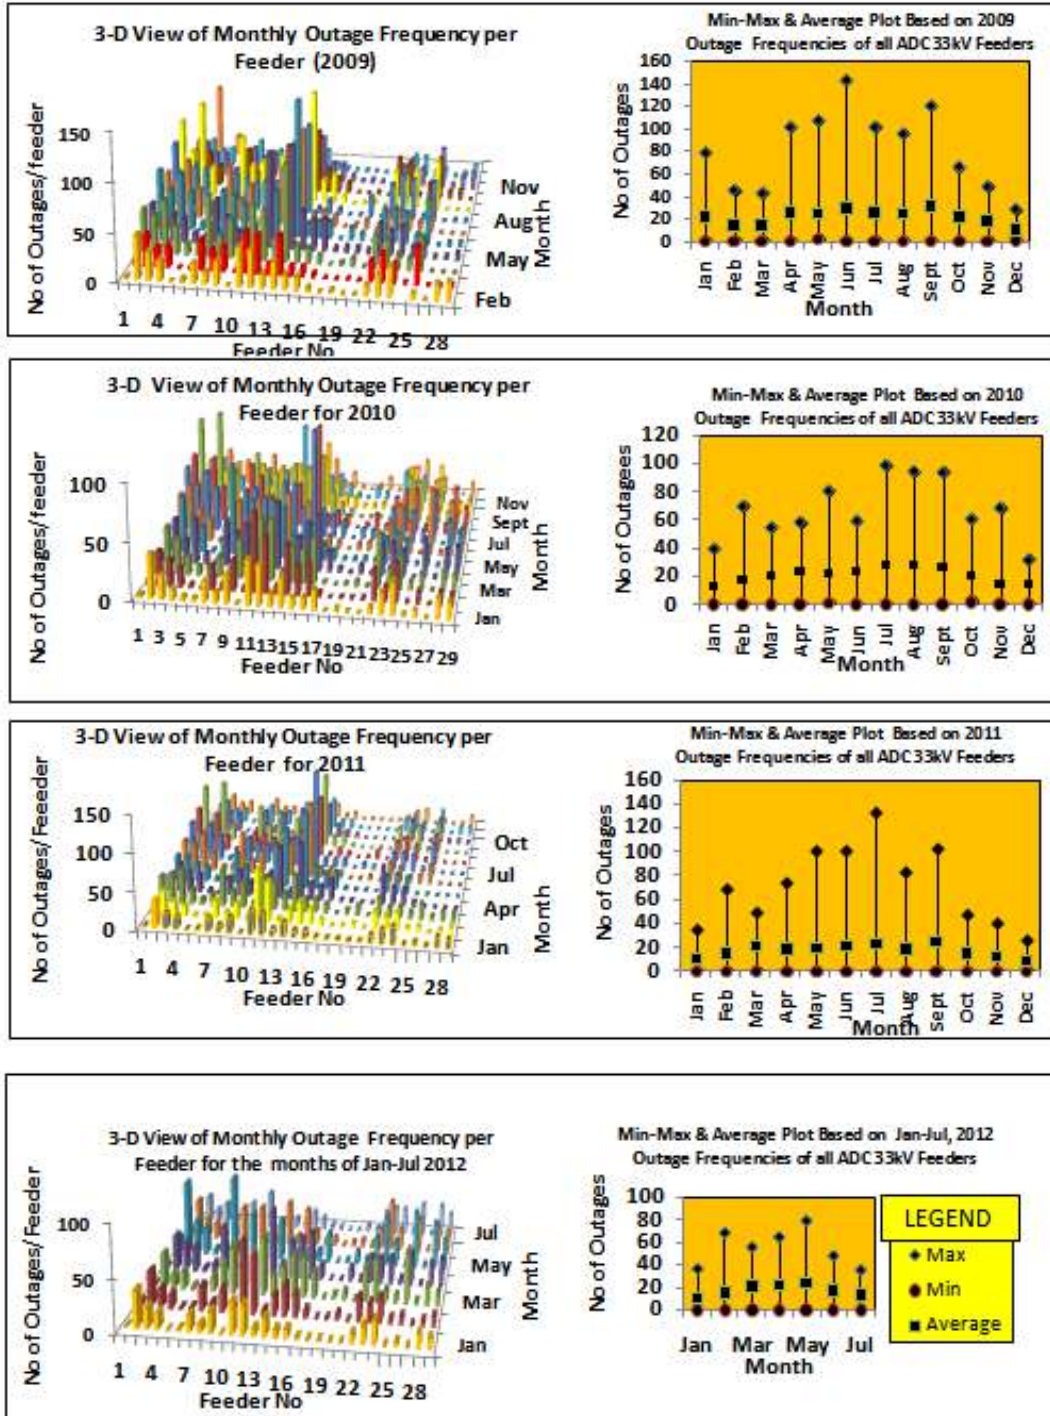 3-D View of Monthly Outage Frequency per
Feeder (2009)
No of Outages/feeder
150
100
50
0
1 4 7 10 13 16 19 22 25 28
Feeder No
Nov
Aug
May
Feb
Month
Min-Max & Average Plot Based on 2009
Outage Frequencies of all ADC 33kV Feeders
No of Outages
160
140
120
100
80
60
40
20
0
Jan Feb Mar Apr May Jun Jul Aug Sept Oct Nov Dec
Month
3-D View of Monthly Outage Frequency per
Feeder for 2010
No of Outages/feeder
100
50
0
1 3 5 7 9 11 13 15 17 19 21 23 25 27 29
Feeder No
Nov
Sept
Jul
May
Mar
Jan
Month
Min-Max & Average Plot Based on 2010
Outage Frequencies of all ADC 33kV Feeders
No of Outagees
120
100
80
60
40
20
0
Jan Feb Mar Apr May Jun Jul Aug Sept Oct Nov Dec
Month
3-D View of Monthly Outage Frequency per
Feeder for 2011
No of Outages/Feeeder
150
100
50
0
1 4 7 10 13 16 19 22 25 28
Feeder No
Oct
Jul
Apr
Jan
Month
Min-Max & Average Plot Based on 2011
Outage Frequencies of all ADC 33kV Feeders
No of Outages
160
140
120
100
80
60
40
20
0
Jan Feb Mar Apr May Jun Jul Aug Sept Oct Nov Dec
Month
3-D View of Monthly Outage Frequency per
Feeder for the months of Jan-Jul 2012
No of Outages/Feeder
100
50
0
1 4 7 10 13 16 19 22 25 28
Feeder No
Jul
May
Mar
Jan
Month
Min-Max & Average Plot Based on Jan-Jul, 2012
Outage Frequencies of all ADC 33kV Feeders
No of Outages
100
80
60
40
20
0
Jan Mar May Jul
Month
LEGEND
Max
Min
Average